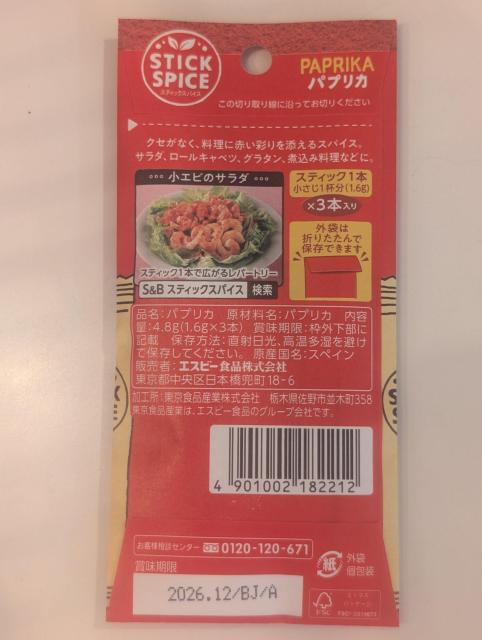 STICK
SPICE
スティックスパイス
PAPRIKA
パプリカ
この切り取り線に沿ってお切りください
クセがなく、料理に赤い彩りを添えるスパイス。
サラダ、ロールキャベツ、グラタン、煮込み料理などに。
小エビのサラダ
スティック1本で広がるレパートリー
S&B スティックスパイス 検索
スティック1本
小さじ1杯分(1.6g)
×3本入り
外袋は
折りたたんで
保存できます
品名:パプリカ 原材料名:パプリカ 内容
量:4.8g(1.6g×3本) 賞味期限:枠外下部に
記載 保存方法:直射日光、高温多湿を避け
て保存してください。 原産国名:スペイン
販売者:エスビー食品株式会社
東京都中央区日本橋兜町18-6
加工所:東京食品産業株式会社 栃木県佐野市並木町358
東京食品産業は、エスビー食品のグループ会社です。
4 901002 182212
お客様相談センター 0120-120-671
賞味期限
2026.12/BJ/A
紙
外袋
個包装
FSC
ミックス
パッケージ